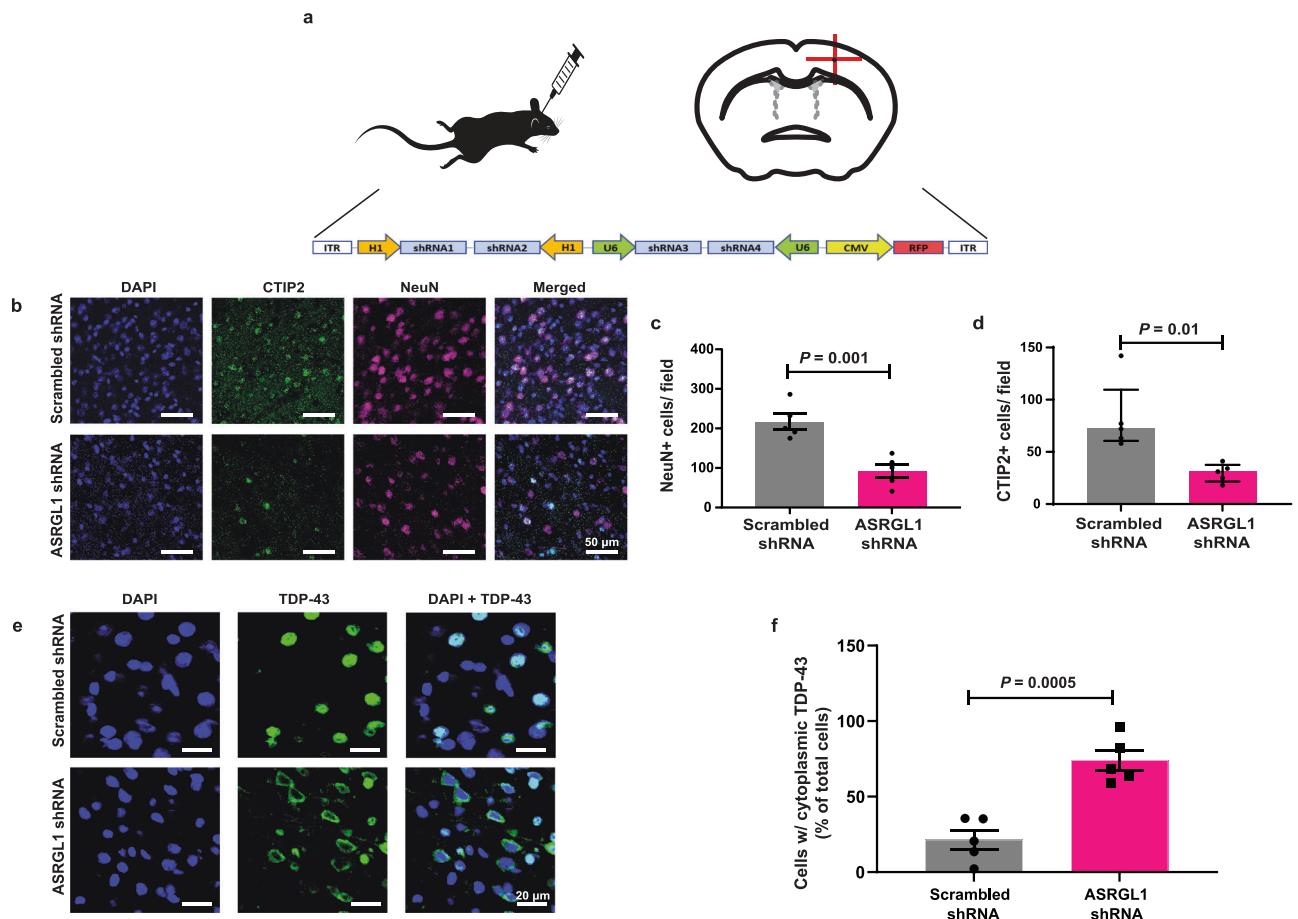 a
ITR H1 shRNA1 shRNA2 H1 U6 shRNA3 shRNA4 U6 CMV RFP ITR
b
DAPI CTIP2 NeuN Merged
Scrambled shRNA
ASRGL1 shRNA
50 µm
c
P = 0.001
NeuN+ cells/ field
400
300
200
100
0
Scrambled
shRNA
ASRGL1
shRNA
d
P = 0.01
CTIP2+ cells/ field
150
100
50
0
Scrambled
shRNA
ASRGL1
shRNA
e
DAPI TDP-43 DAPI + TDP-43
Scrambled shRNA
ASRGL1 shRNA
20 µm
f
P = 0.0005
Cells w/ cytoplasmic TDP-43
(% of total cells)
150
100
50
0
Scrambled
shRNA
ASRGL1
shRNA